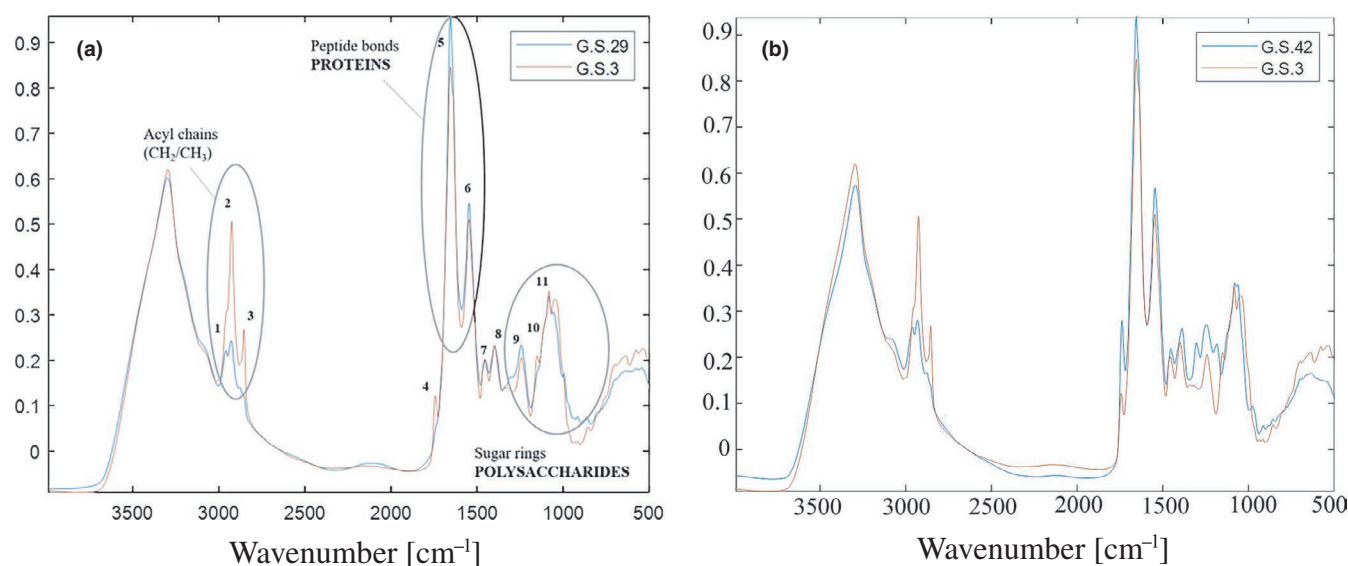 (a)
Peptide bonds
PROTEINS
G.S.29
G.S.3
Acyl chains
(CH₂/CH₃)
1
2
3
4
5
6
7
8
9
10
11
Sugar rings
POLYSACCHARIDES
0.9
0.8
0.7
0.6
0.5
0.4
0.3
0.2
0.1
0
3500 3000 2500 2000 1500 1000 500
Wavenumber [cm⁻¹]
(b)
G.S.42
G.S.3
0.9
0.8
0.7
0.6
0.5
0.4
0.3
0.2
0.1
0
3500 3000 2500 2000 1500 1000 500
Wavenumber [cm⁻¹]